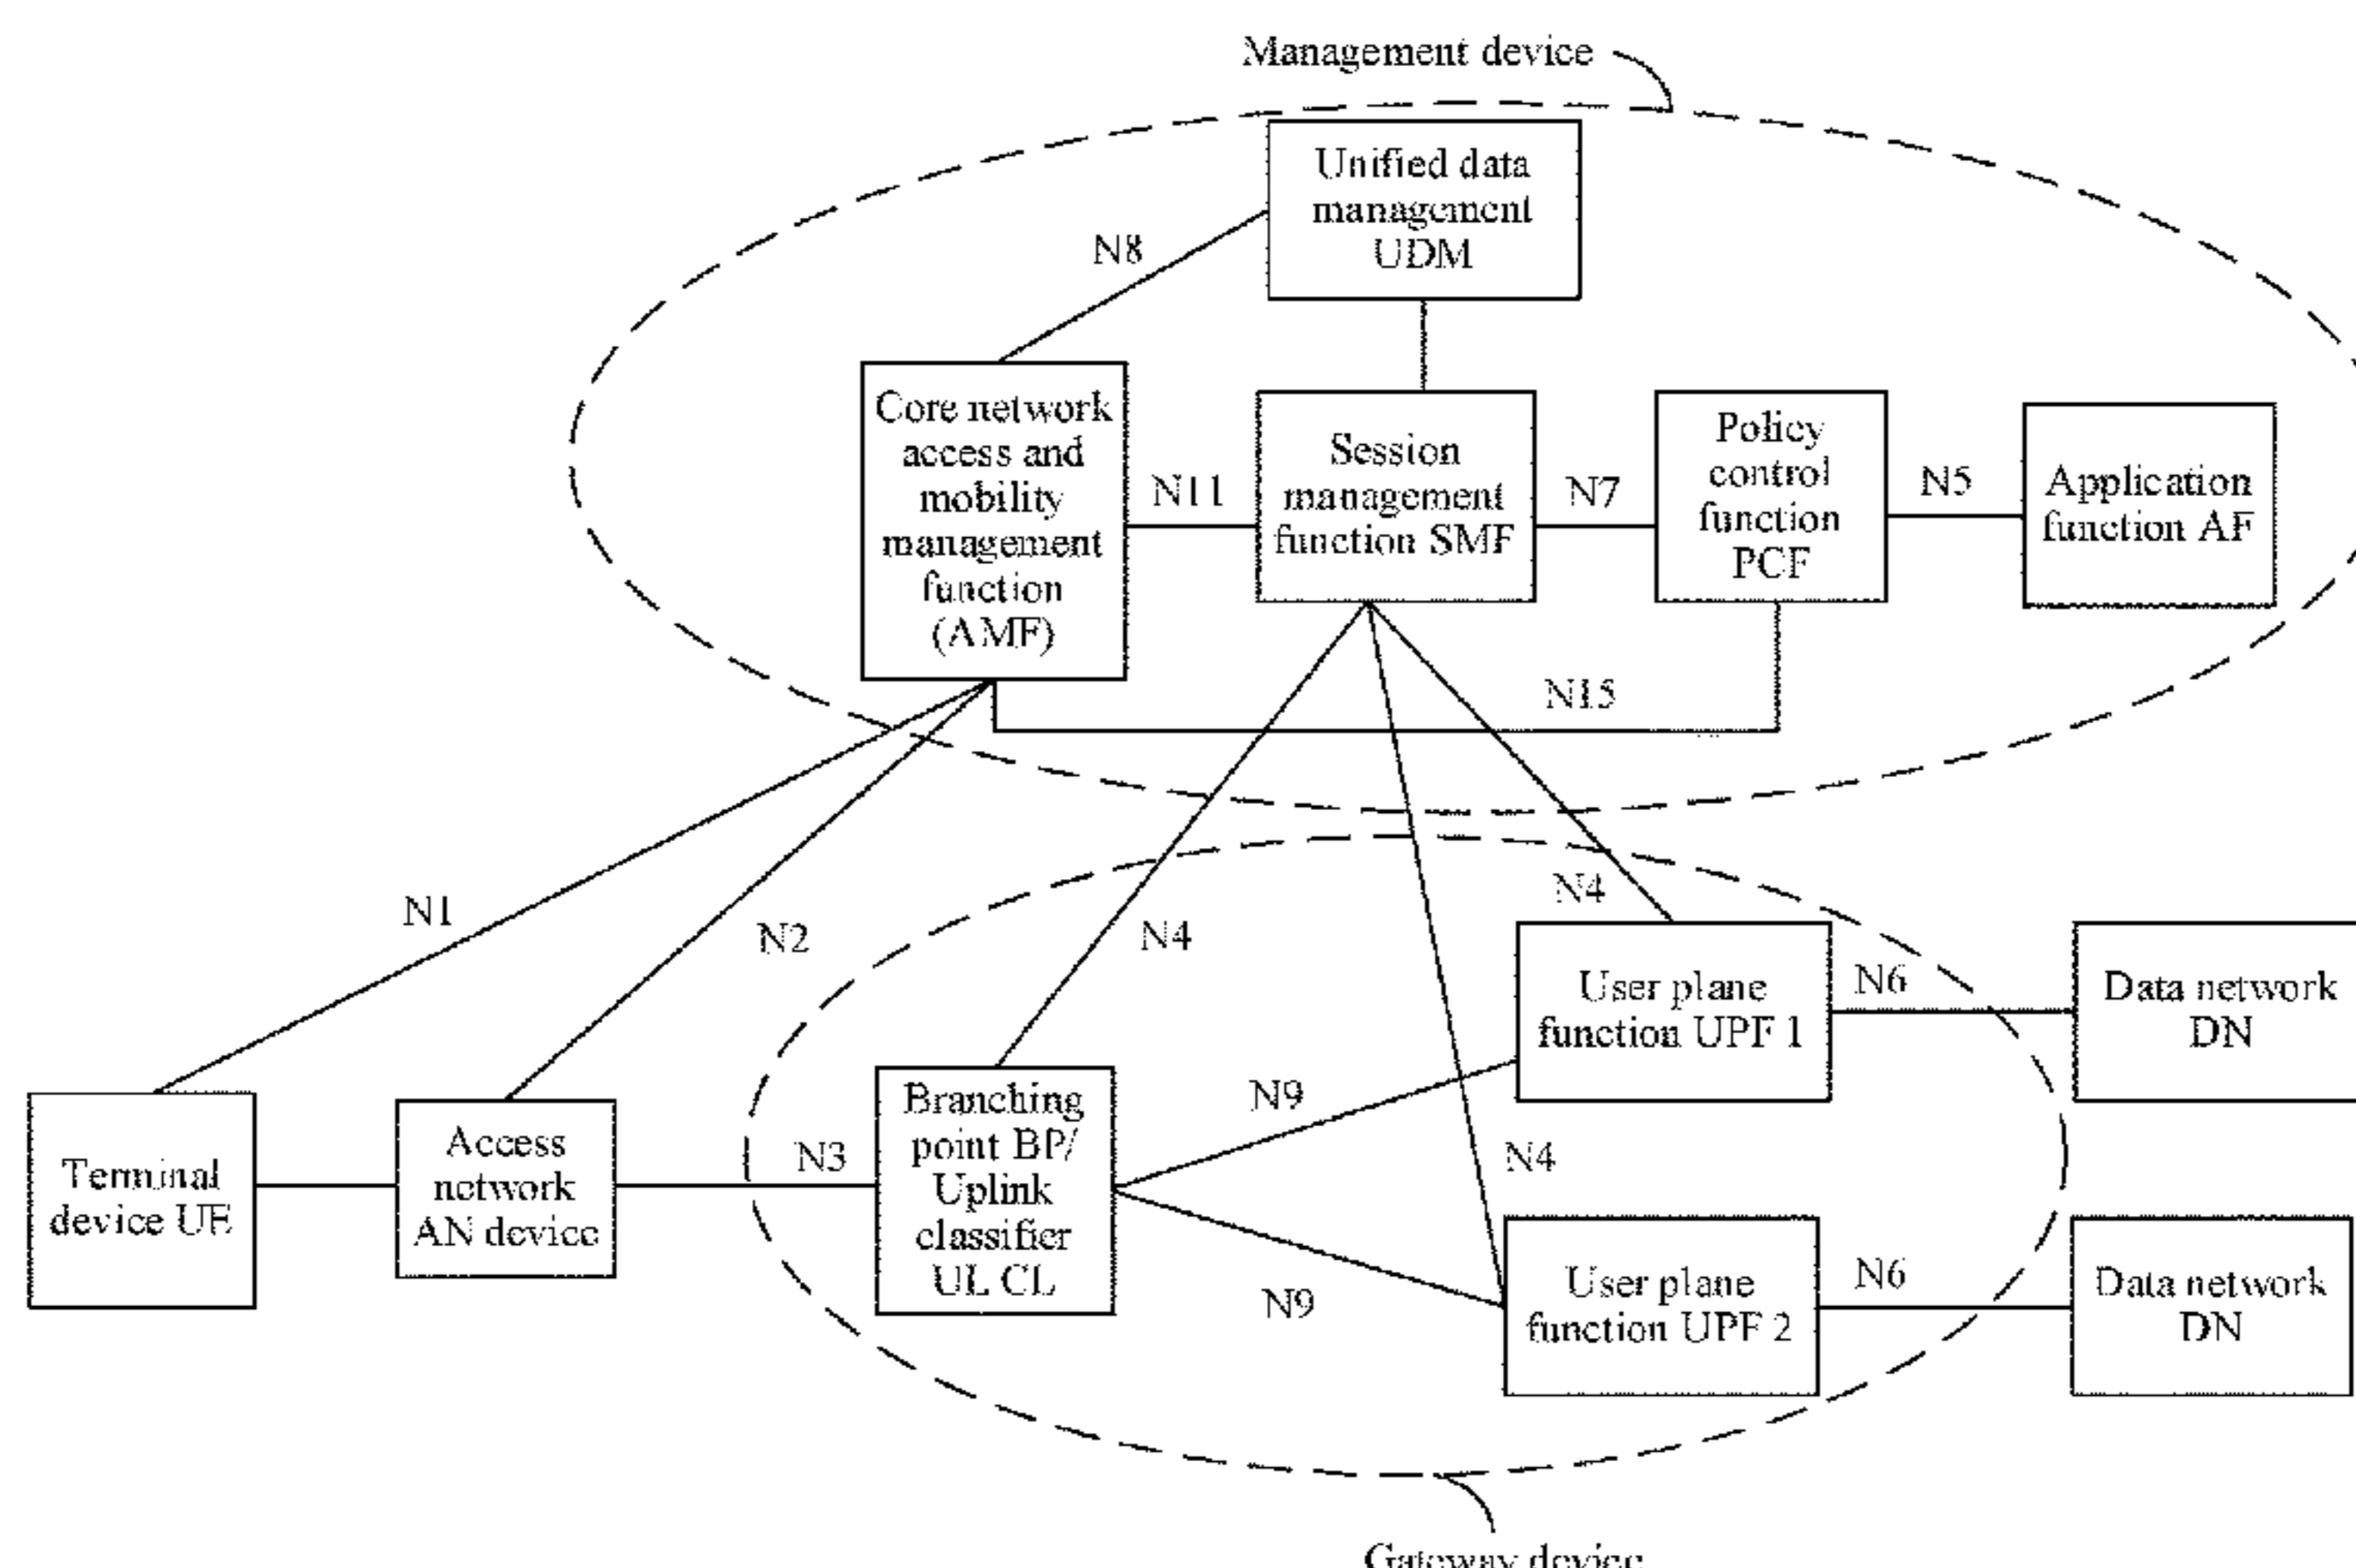 Management device
Unified data
management
UDM
N8
Core network
access and
mobility
management
function
(AMF)
N11
Session
management
function SMF
N7
Policy
control
function
PCF
N5
Application
function AF
N15
N1
N2
N4
N4
User plane
function UPF 1
N6
Data network
DN
Terminal
device UE
Access
network
AN device
N3
Branching
point BP/
Uplink
classifier
UL CL
N9
N4
N9
User plane
function UPF 2
N6
Data network
DN
Gateway device